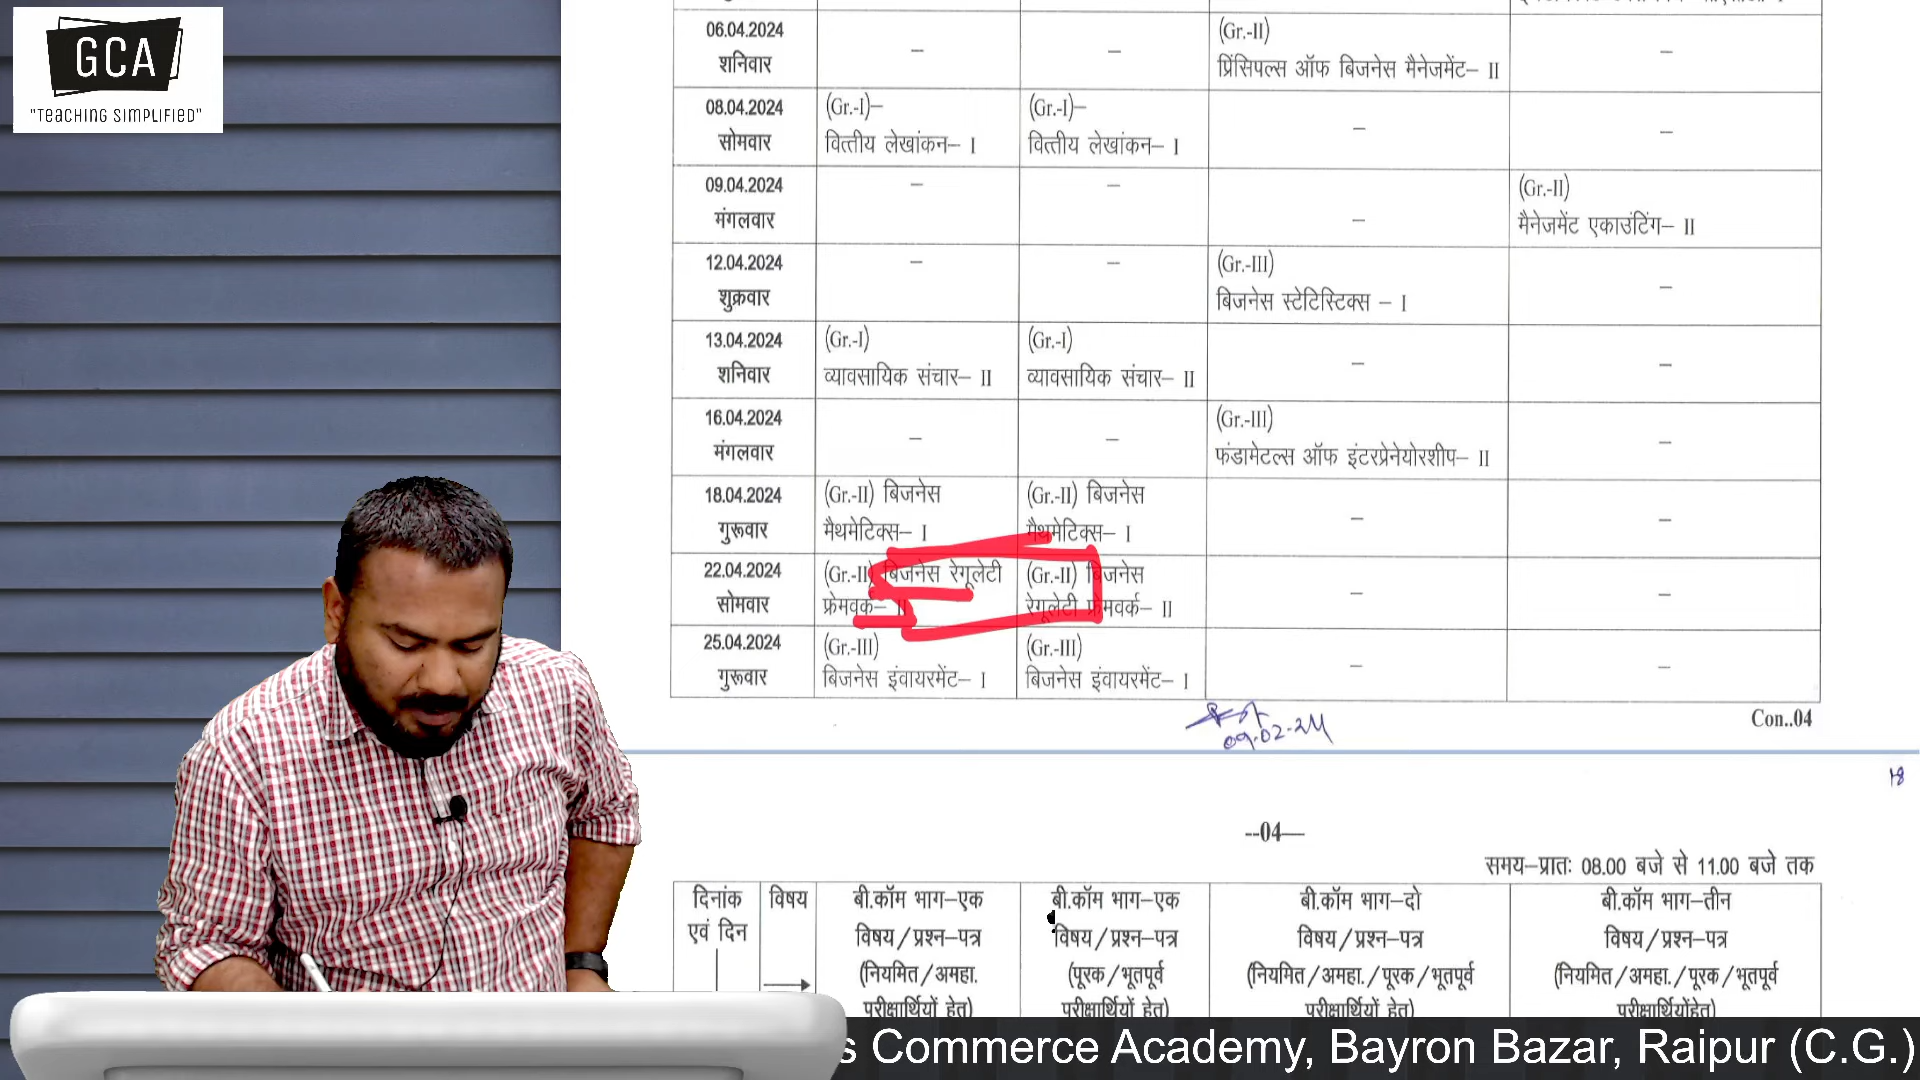 GCA
"TEACHING SIMPLIFIED"
06.04.2024
शनिवार
–
–
(Gr.-II)
प्रिंसिपल्स ऑफ बिजनेस मैनेजमेंट– II
–
08.04.2024
सोमवार
(Gr.-I)–
वित्तीय लेखांकन– I
(Gr.-I)–
वित्तीय लेखांकन– I
–
–
09.04.2024
मंगलवार
–
–
–
(Gr.-II)
मैनेजमेंट एकाउंटिंग– II
12.04.2024
शुक्रवार
–
–
(Gr.-III)
बिजनेस स्टेटिस्टिक्स – I
–
13.04.2024
शनिवार
(Gr.-I)
व्यावसायिक संचार– II
(Gr.-I)
व्यावसायिक संचार– II
–
–
16.04.2024
मंगलवार
–
–
(Gr.-III)
फंडामेटल्स ऑफ इंटरप्रेनेयोरशीप– II
–
18.04.2024
गुरूवार
(Gr.-II) बिजनेस
मैथमेटिक्स– I
(Gr.-II) बिजनेस
मैथमेटिक्स– I
–
–
22.04.2024
सोमवार
(Gr.-II) बिजनेस रेगूलेटी
फ्रेमवर्क– II
(Gr.-II) बिजनेस
रेगूलेटी फ्रेमवर्क– II
–
–
25.04.2024
गुरूवार
(Gr.-III)
बिजनेस इंवायरमेंट– I
(Gr.-III)
बिजनेस इंवायरमेंट– I
–
–
09.02.24
Con..04
18
--04—
समय–प्रातः 08.00 बजे से 11.00 बजे तक
दिनांक
एवं दिन
विषय
बी.कॉम भाग–एक
विषय/प्रश्न–पत्र
(नियमित/अमहा.
परीक्षार्थियों हेतु)
बी.कॉम भाग–एक
विषय/प्रश्न–पत्र
(पूरक/भूतपूर्व
परीक्षार्थियों हेतु)
बी.कॉम भाग–दो
विषय/प्रश्न–पत्र
(नियमित/अमहा./पूरक/भूतपूर्व
परीक्षार्थियों हेतु)
बी.कॉम भाग–तीन
विषय/प्रश्न–पत्र
(नियमित/अमहा./पूरक/भूतपूर्व
परीक्षार्थियोंहेतु)
s Commerce Academy, Bayron Bazar, Raipur (C.G.)